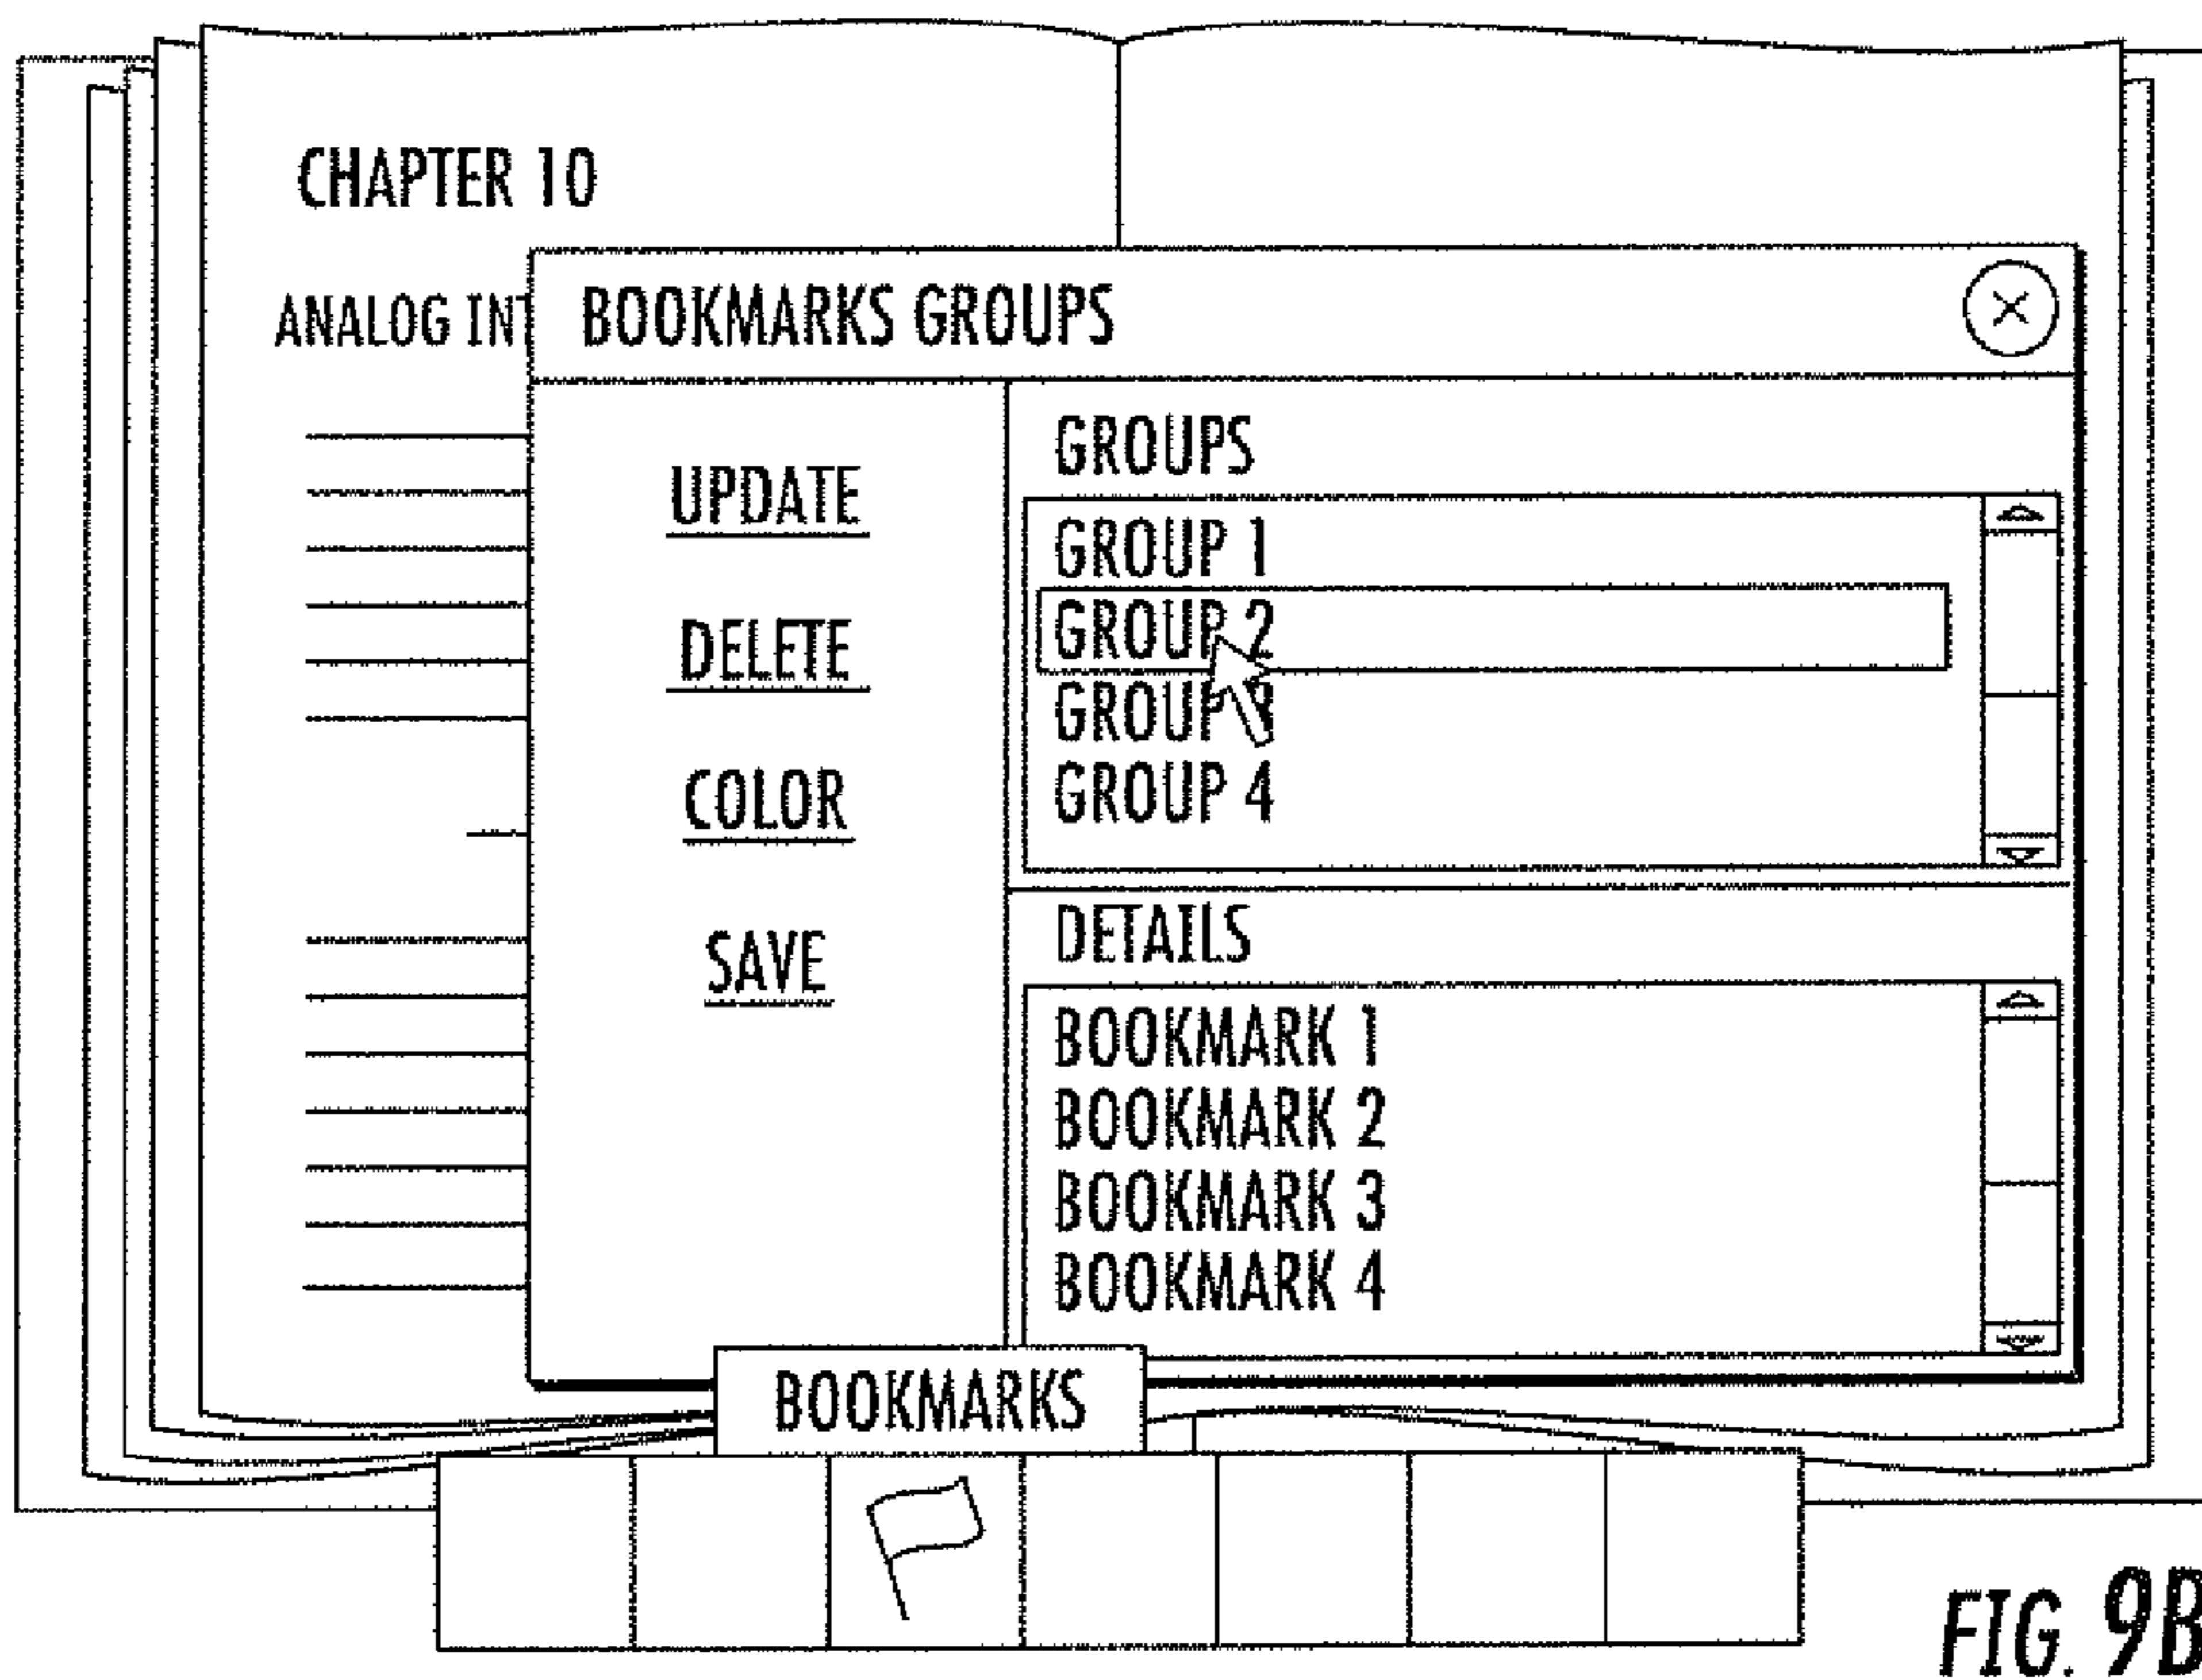 CHAPTER 10
ANALOG INT
BOOKMARKS GROUPS
UPDATE
DELETE
COLOR
SAVE
GROUPS
GROUP 1
GROUP 2
GROUP
GROUP 4
DETAILS
BOOKMARK 1
BOOKMARK 2
BOOKMARK 3
BOOKMARK 4
BOOKMARKS
FIG. 9B